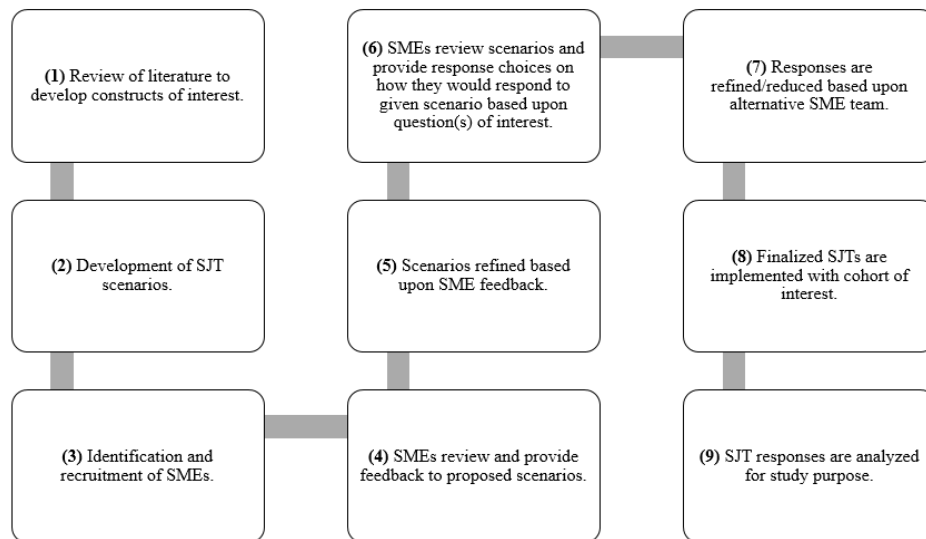 (1) Review of literature to
develop constructs of interest.
(2) Development of SJT
scenarios.
(3) Identification and
recruitment of SMEs.
(4) SMEs review and provide
feedback to proposed scenarios.
(5) Scenarios refined based
upon SME feedback.
(6) SMEs review scenarios and
provide response choices on
how they would respond to
given scenario based upon
question(s) of interest.
(7) Responses are
refined/reduced based upon
alternative SME team.
(8) Finalized SJTs are
implemented with cohort of
interest.
(9) SJT responses are analyzed
for study purpose.